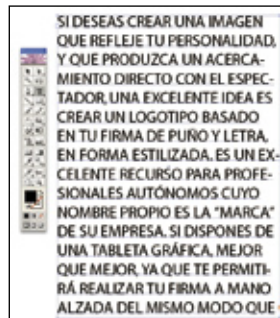 SI DESEAS CREAR UNA IMAGEN
QUE REFLEJE TU PERSONALIDAD,
Y QUE PRODUZCA UN ACERCA-
MIENTO DIRECTO CON EL ESPEC-
TADOR, UNA EXCELENTE IDEA ES
CREAR UN LOGOTIPO BASADO
EN TU FIRMA DE PUÑO Y LETRA,
EN FORMA ESTILIZADA. ES UN EX-
CELENTE RECURSO PARA PROFE-
SIONALES AUTÓNOMOS CUYO
NOMBRE PROPIO ES LA "MARCA"
DE SU EMPRESA. SI DISPONES DE
UNA TABLETA GRÁFICA, MEJOR
QUE MEJOR, YA QUE TE PERMITI-
RÁ REALIZAR TU FIRMA A MANO
ALZADA DEL MISMO MODO QUE